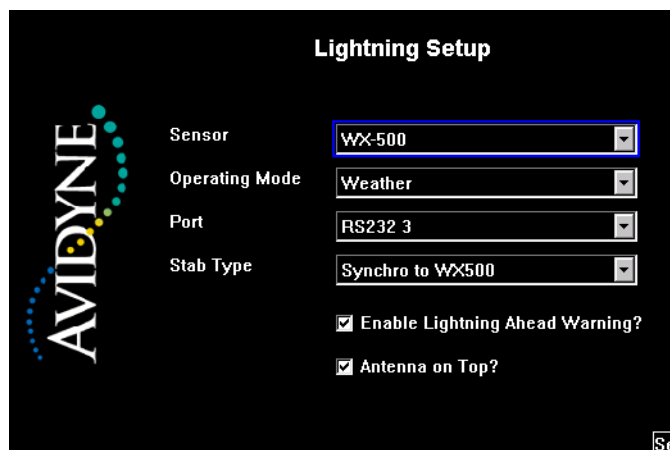 Lightning Setup
AVIDYNE
Sensor WX-500
Operating Mode Weather
Port RS232 3
Stab Type Synchro to WX500
Enable Lightning Ahead Warning?
Antenna on Top?